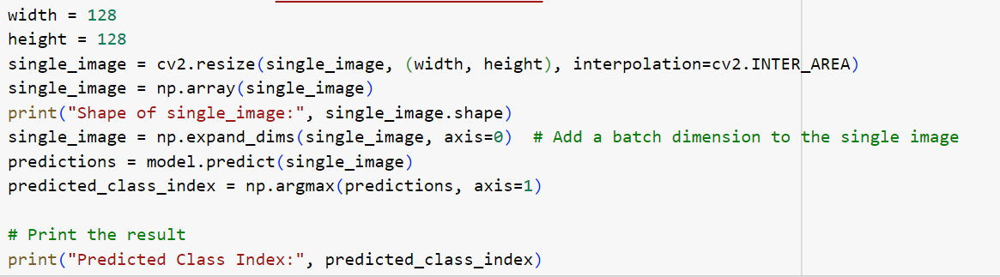 width = 128
height = 128
single_image = cv2.resize(single_image, (width, height), interpolation=cv2.INTER_AREA)
single_image = np.array(single_image)
print("Shape of single_image:", single_image.shape)
single_image = np.expand_dims(single_image, axis=0)  # Add a batch dimension to the single image
predictions = model.predict(single_image)
predicted_class_index = np.argmax(predictions, axis=1)
# Print the result
print("Predicted Class Index:", predicted_class_index)